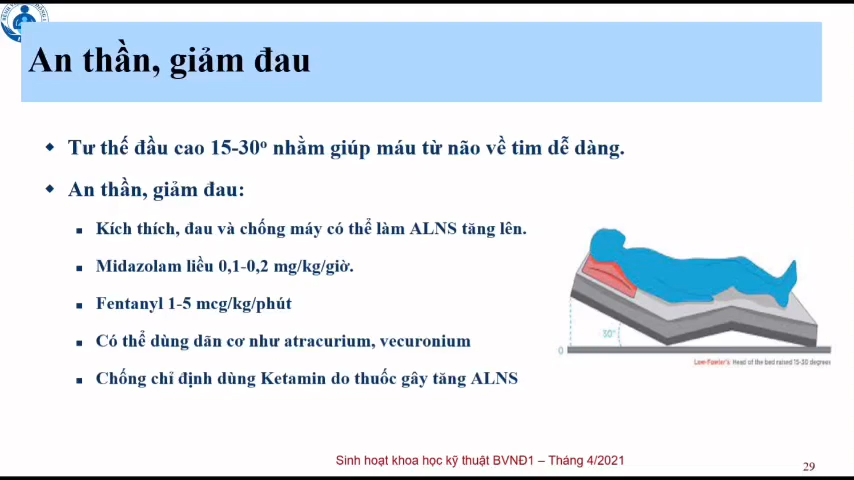 An thần, giảm đau
Tư thế đầu cao 15-30º nhằm giúp máu từ não về tim dễ dàng.
An thần, giảm đau:
Kích thích, đau và chống máy có thể làm ALNS tăng lên.
Midazolam liều 0,1-0,2 mg/kg/giờ.
Fentanyl 1-5 mcg/kg/phút
Có thể dùng dãn cơ như atracurium, vecuronium
Chống chỉ định dùng Ketamin do thuốc gây tăng ALNS
30°
0
Low-Fowler's Head of the bed raised 15-30 degrees
Sinh hoạt khoa học kỹ thuật BVNĐ1 – Tháng 4/2021
29